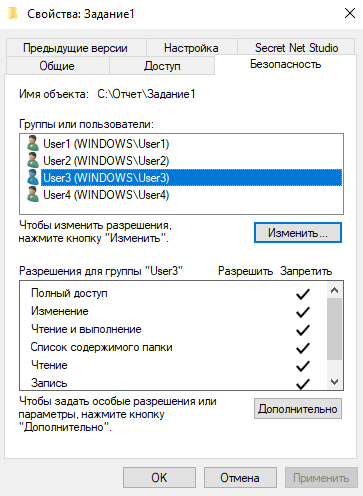 Свойства: Задание1
Предыдущие версии Настройка Secret Net Studio
Общие Доступ Безопасность
Имя объекта: C:\Отчет\Задание1
Группы или пользователи:
User1 (WINDOWS\User1)
User2 (WINDOWS\User2)
User3 (WINDOWS\User3)
User4 (WINDOWS\User4)
Чтобы изменить разрешения,
нажмите кнопку "Изменить".
Изменить...
Разрешения для группы "User3" Разрешить Запретить
Полный доступ
Изменение
Чтение и выполнение
Список содержимого папки
Чтение
Запись
Чтобы задать особые разрешения или
параметры, нажмите кнопку
"Дополнительно".
Дополнительно
OK Отмена Применить